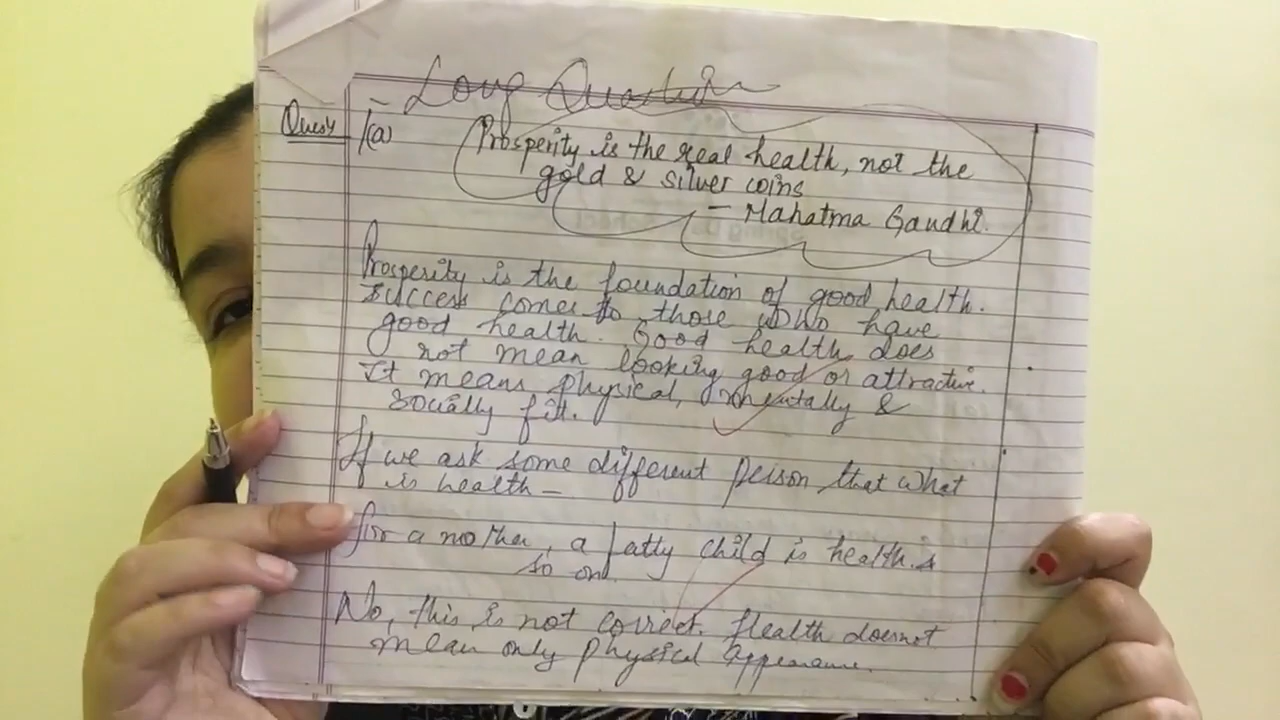 Long Question
Quesy 1(a) Prosperity is the real health, not the
gold & silver coins
- Mahatma Gandhi.
Prosperity is the foundation of good health.
Success comes to those who have
good health. Good health does
not mean looking good or attractive.
It means physical, mentally &
socially fit.
If we ask some different person that what
is health -
for a mother, a fatty child is health. &
so on.
No, this is not correct. Health doesnot
mean only physical appearance.